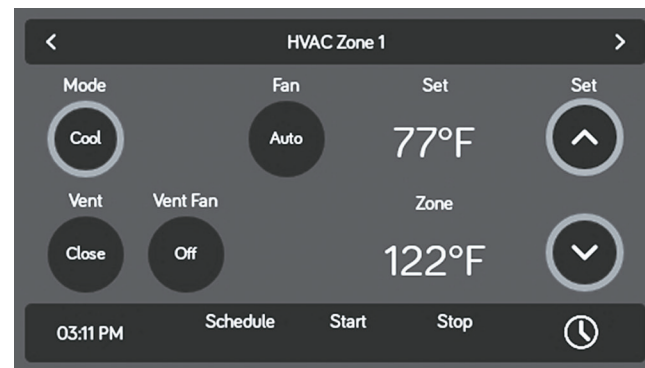 HVAC Zone 1
Mode Fan Set Set
Cool Auto 77°F
Vent Vent Fan Zone
Close Off 122°F
03:11 PM Schedule Start Stop